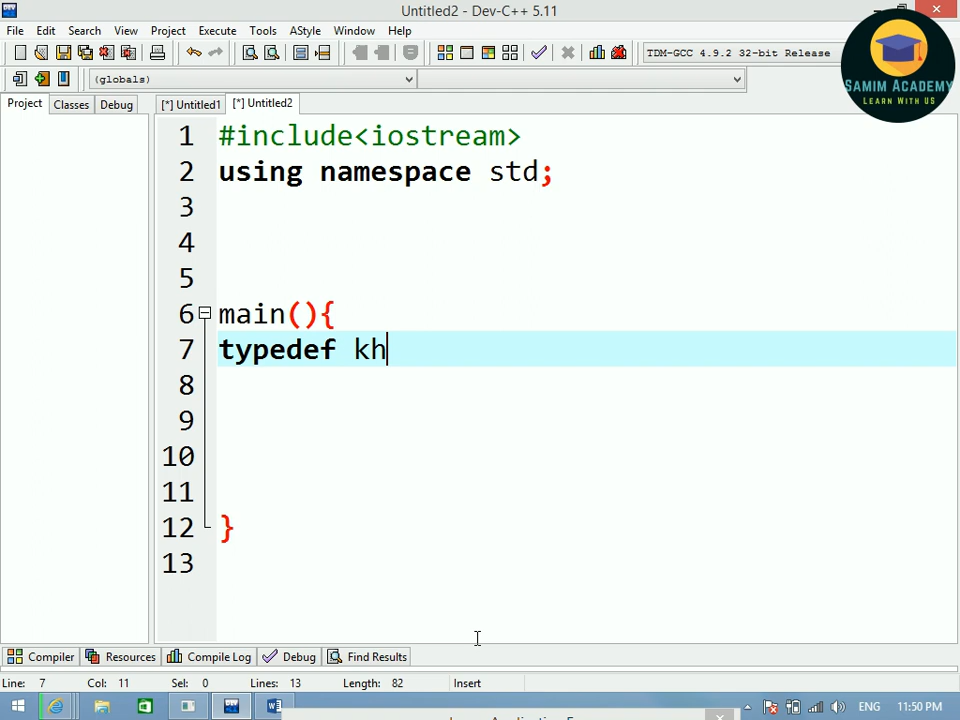 Untitled2 - Dev-C++ 5.11
File Edit Search View Project Execute Tools AStyle Window Help
TDM-GCC 4.9.2 32-bit Release
(globals)
Project Classes Debug [*] Untitled1 [*] Untitled2
SAMIM ACADEMY
LEARN WITH US
1 #include<iostream>
2 using namespace std;
3
4
5
6 main(){
7 typedef kh
8
9
10
11
12 }
13
Compiler Resources Compile Log Debug Find Results
Line: 7 Col: 11 Sel: 0 Lines: 13 Length: 82 Insert
ENG 11:50 PM